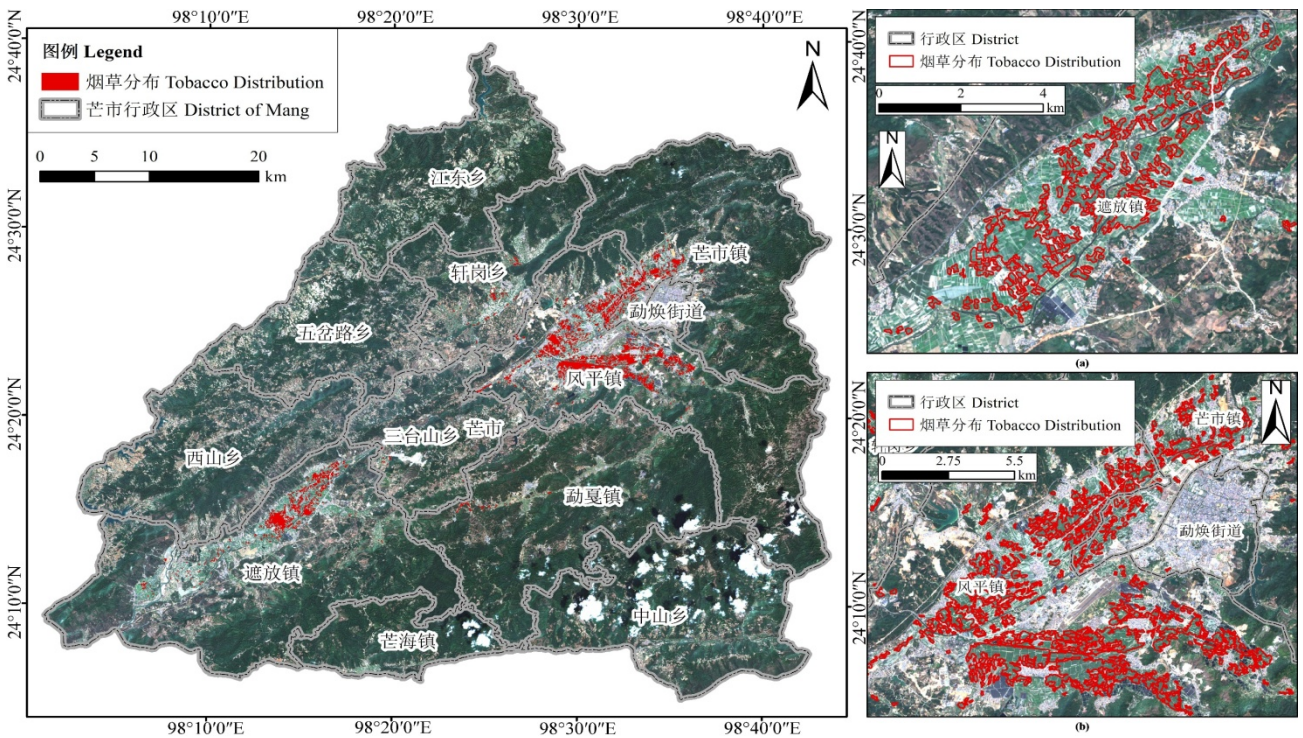 98°10′0″E
98°20′0″E
98°30′0″E
98°40′0″E
24°40′0″N
24°30′0″N
24°20′0″N
24°10′0″N
图例 Legend
烟草分布 Tobacco Distribution
芒市行政区 District of Mang
0 5 10 20
km
N
江东乡
轩岗乡
芒市镇
勐焕街道
五岔路乡
风平镇
三台山乡
芒市
西山乡
勐戛镇
遮放镇
中山乡
芒海镇
98°10′0″E
98°20′0″E
98°30′0″E
98°40′0″E
24°40′0″N
24°30′0″N
24°20′0″N
24°10′0″N
行政区 District
烟草分布 Tobacco Distribution
0 2 4
km
N
遮放镇
(a)
行政区 District
烟草分布 Tobacco Distribution
0 2.75 5.5
km
N
芒市镇
勐焕街道
风平镇
(b)